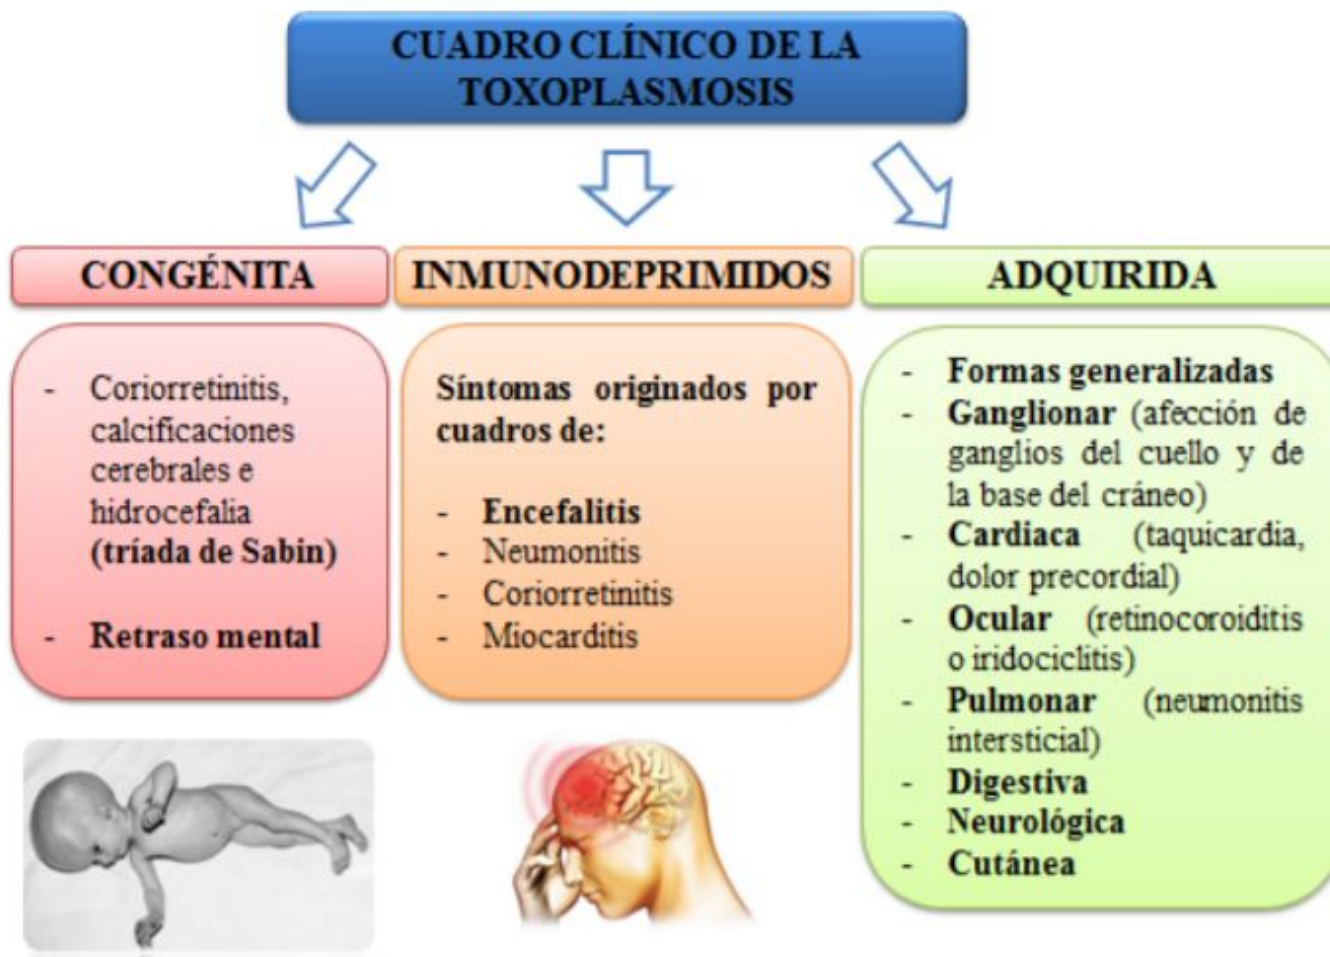 CUADRO CLÍNICO DE LA
TOXOPLASMOSIS
CONGÉNITA
- Coriorretinitis,
calcificaciones
cerebrales e
hidrocefalia
(tríada de Sabin)
- Retraso mental
INMUNODEPRIMIDOS
Síntomas originados por
cuadros de:
- Encefalitis
- Neumonitis
- Coriorretinitis
- Miocarditis
ADQUIRIDA
- Formas generalizadas
- Ganglionar (afección de
ganglios del cuello y de
la base del cráneo)
- Cardiaca (taquicardia,
dolor precordial)
- Ocular (retinocoroiditis
o iridociclitis)
- Pulmonar (neumonitis
intersticial)
- Digestiva
- Neurológica
- Cutánea